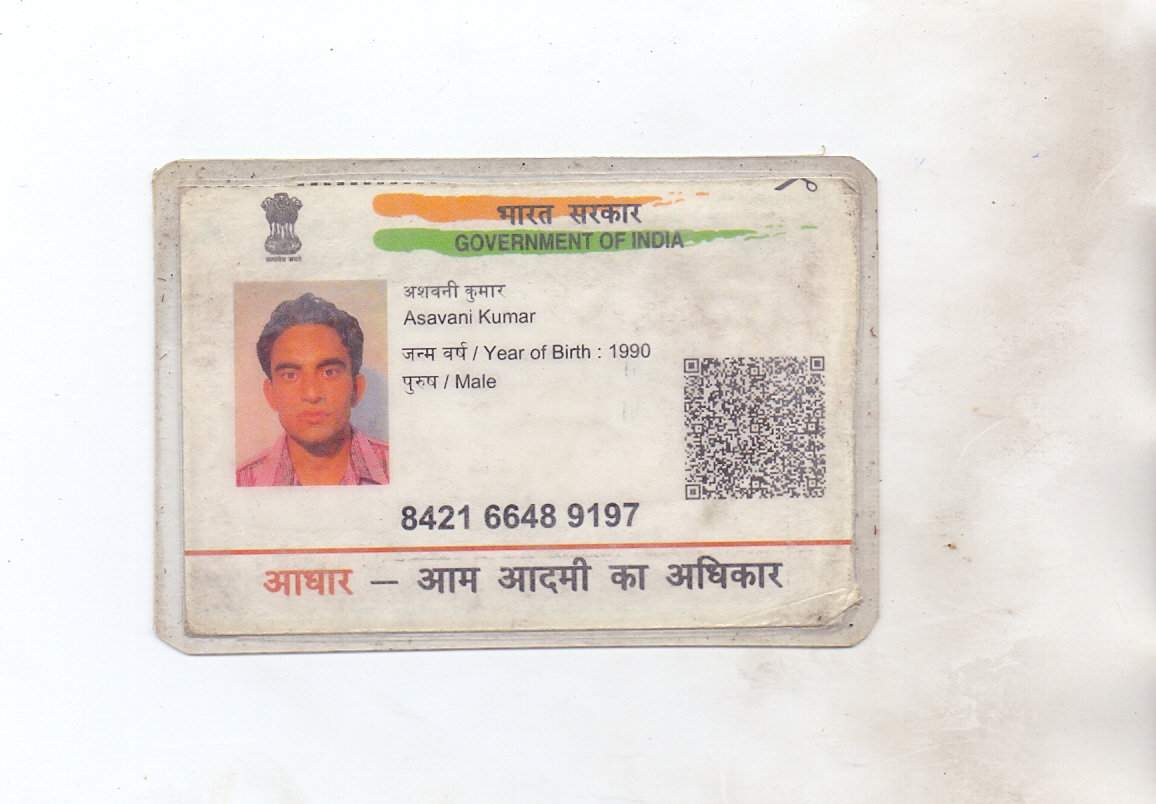 भारत सरकार
GOVERNMENT OF INDIA
सत्यमेव जयते
अशवनी कुमार
Asavani Kumar
जन्म वर्ष / Year of Birth : 1990
पुरुष / Male
8421 6648 9197
आधार – आम आदमी का अधिकार